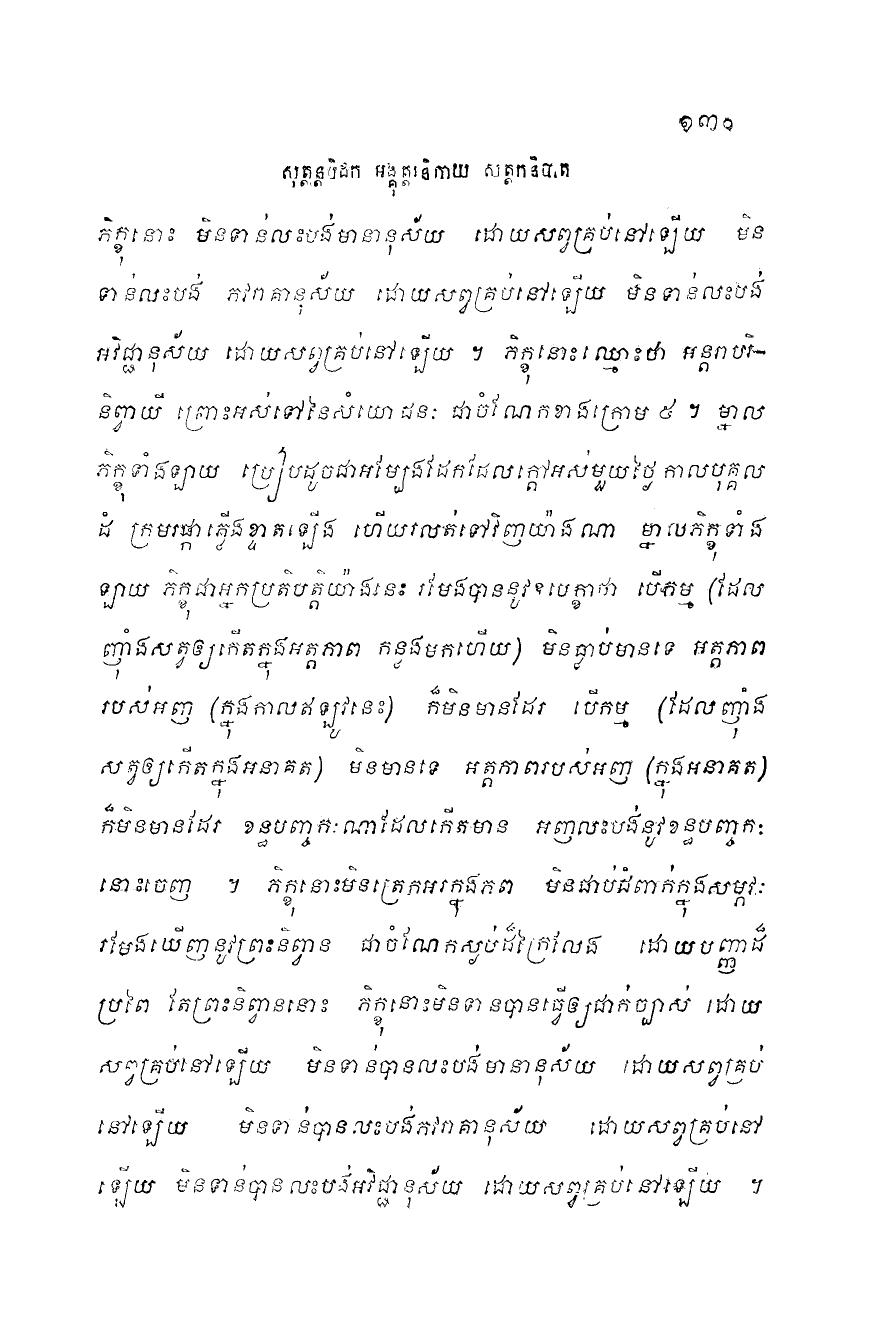 ១៣០
សុត្តន្តបិដក អង្គុត្តរនិកាយ សត្តកនិបាត
ភិក្ខុនោះ មិនទាន់លះបង់មានានុស័យ ដោយសព្វគ្រប់នៅឡើយ មិន
ទាន់លះបង់ ភវរាគានុស័យ ដោយសព្វគ្រប់នៅឡើយ មិនទាន់លះបង់
អវិជ្ជានុស័យ ដោយសព្វគ្រប់នៅឡើយ ។ ភិក្ខុនោះឈ្មោះថា អន្តរាបរិ-
និព្វាយី ព្រោះអស់ទៅនៃសំយោជនៈ ជាចំណែកខាងក្រោម ៥ ។ ម្នាល
ភិក្ខុទាំងឡាយ ប្រៀបដូចជាអម្បែងដែកដែលក្តៅអស់មួយថ្ងៃ កាលបុគ្គល
ដំ ក្រមរផ្កាភ្លើងខ្ទាតឡើង ហើយរលត់ទៅវិញយ៉ាងណា ម្នាលភិក្ខុទាំង
ឡាយ ភិក្ខុជាអ្នកប្រតិបត្តិយ៉ាងនេះ រមែងបាននូវឧបេក្ខាថា បើកម្ម (ដែល
ញុំាងសត្វឲ្យកើតក្នុងអត្តភាព កន្លងមកហើយ) មិនធ្លាប់មានទេ អត្តភាព
របស់អញ (ក្នុងកាលឥឡូវនេះ) ក៏មិនមានដែរ បើកម្ម (ដែលញុំាង
សត្វឲ្យកើតក្នុងអនាគត) មិនមានទេ អត្តភាពរបស់អញ (ក្នុងអនាគត)
ក៏មិនមានដែរ ខន្ធបញ្ចកៈណាដែលកើតមាន អញលះបង់នូវខន្ធបញ្ចកៈ
នោះចេញ ។ ភិក្ខុនោះមិនត្រេកអរក្នុងភព មិនជាប់ជំពាក់ក្នុងសម្ភវៈ
រមែងឃើញនូវព្រះនិព្វាន ជាចំណែកស្ងប់ដ៏ក្រៃលែង ដោយបញ្ញាដ៏
ប្រពៃ តែព្រះនិព្វាននោះ ភិក្ខុនោះមិនទានបានធ្វើឲ្យជាក់ច្បាស់ ដោយ
សព្វគ្រប់នៅឡើយ មិនទាន់បានលះបង់មានានុស័យ ដោយសព្វគ្រប់
នៅឡើយ មិនទាន់បានលះបង់ភវរាគានុស័យ ដោយសព្វគ្រប់នៅ
ឡើយ មិនទាន់បានលះបង់អវិជ្ជានុស័យ ដោយសព្វគ្រប់នៅឡើយ ។